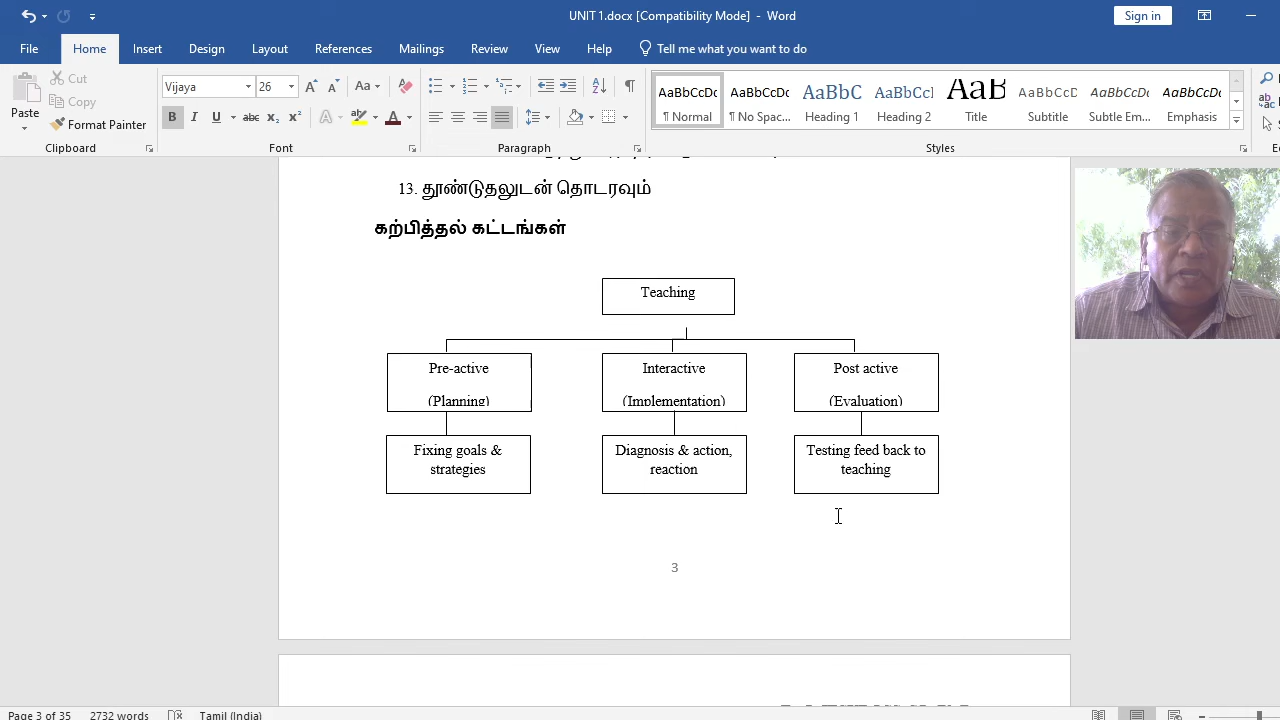 UNIT 1.docx [Compatibility Mode] - Word
Sign in
File Home Insert Design Layout References Mailings Review View Help Tell me what you want to do
Cut
Copy
Paste
Format Painter
Clipboard
Vijaya 26
Font
Paragraph
AaBbCcDc AaBbCcDc AaBbC AaBbCcI AaB AaBbCcD AaBbCcDt AaBbCcDt
¶ Normal ¶ No Spac... Heading 1 Heading 2 Title Subtitle Subtle Em... Emphasis
Styles
13. தூண்டுதலுடன் தொடரவும்
கற்பித்தல் கட்டங்கள்
Teaching
Pre-active
(Planning)
Interactive
(Implementation)
Post active
(Evaluation)
Fixing goals &
strategies
Diagnosis & action,
reaction
Testing feed back to
teaching
3
Page 3 of 35 2732 words Tamil (India)